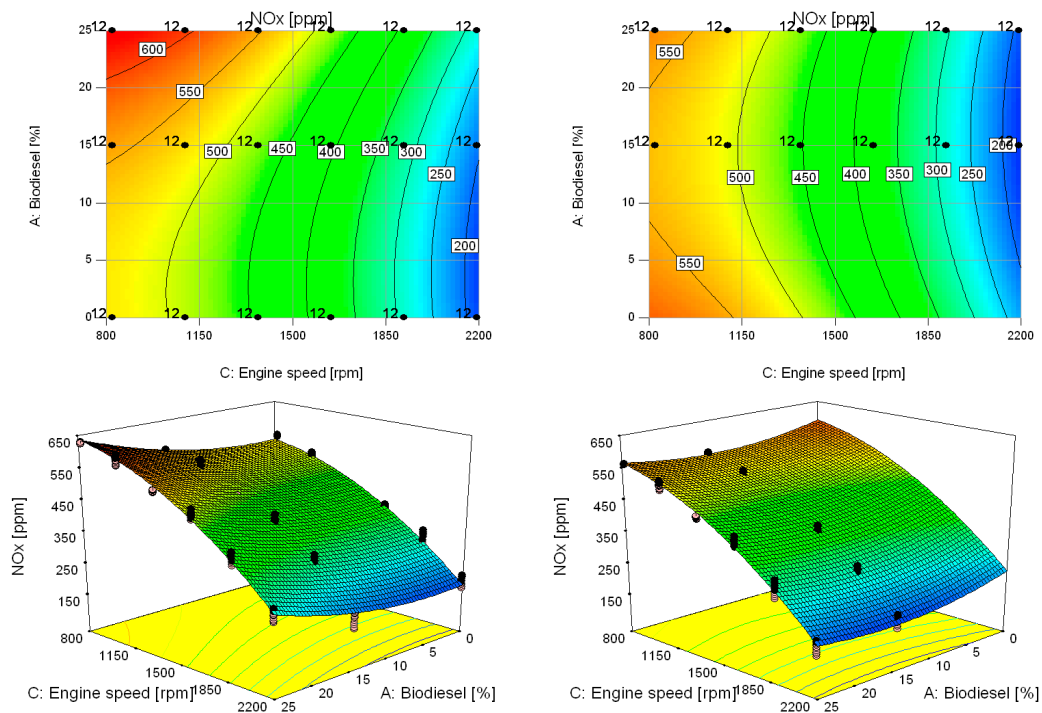 NOx [ppm]
25 12 12 12 12 12 12
600
20
550
15 12 12 12 12 12 12
500 450 400 350 300
250
10
200
5
0 12 12 12 12 12 12
800 1150 1500 1850 2200
A: Biodiesel [%]
C: Engine speed [rpm]
NOx [ppm]
25 12 12 12 12 12 12
550
20
15 12 12 12 12 12 12
200
500 450 400 350 300 250
10
5
550
0
800 1150 1500 1850 2200
A: Biodiesel [%]
C: Engine speed [rpm]
650
550
450
350
250
150
NOx [ppm]
800
1150
1500
1850
2200
C: Engine speed [rpm]
0
5
10
15
20
25
A: Biodiesel [%]
650
550
450
350
250
150
NOx [ppm]
800
1150
1500
1850
2200
C: Engine speed [rpm]
0
5
10
15
20
25
A: Biodiesel [%]